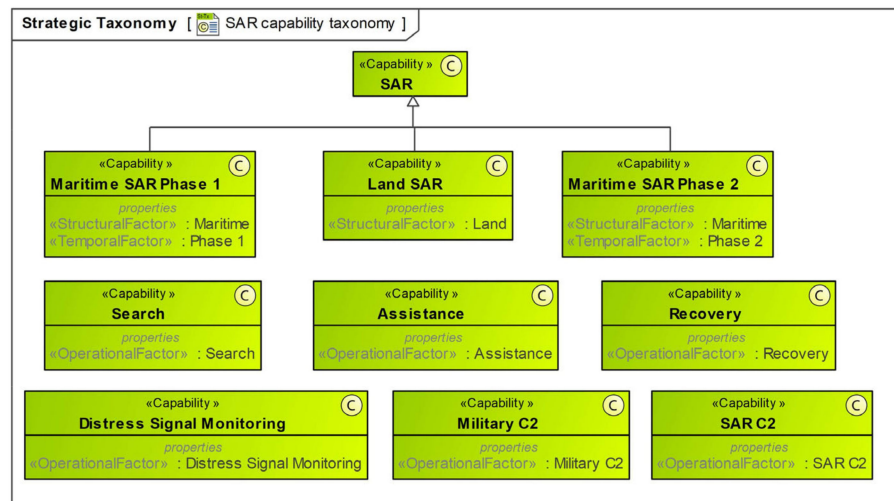 Strategic Taxonomy [ SAR capability taxonomy ]
«Capability »
C
SAR
«Capability »
C
Maritime SAR Phase 1
properties
«StructuralFactor» : Maritime
«TemporalFactor» : Phase 1
«Capability »
C
Land SAR
properties
«StructuralFactor» : Land
«Capability »
C
Maritime SAR Phase 2
properties
«StructuralFactor» : Maritime
«TemporalFactor» : Phase 2
«Capability »
C
Search
properties
«OperationalFactor» : Search
«Capability »
C
Assistance
properties
«OperationalFactor» : Assistance
«Capability »
C
Recovery
properties
«OperationalFactor» : Recovery
«Capability »
C
Distress Signal Monitoring
properties
«OperationalFactor» : Distress Signal Monitoring
«Capability »
C
Military C2
properties
«OperationalFactor» : Military C2
«Capability »
C
SAR C2
properties
«OperationalFactor» : SAR C2